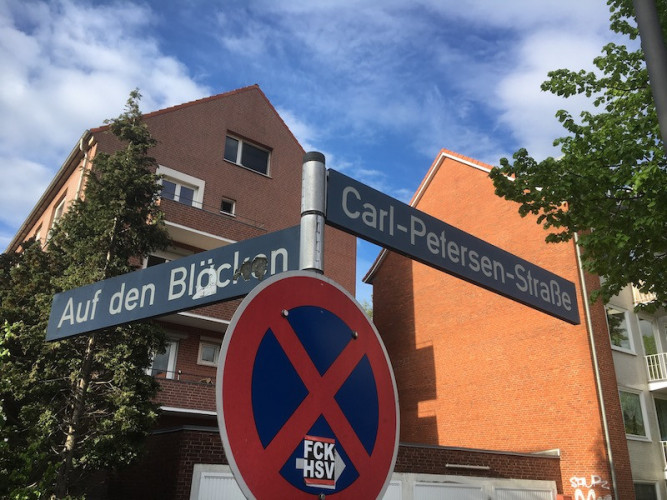 Auf den Blöcken
Carl-Petersen-Straße
FCK
HSV